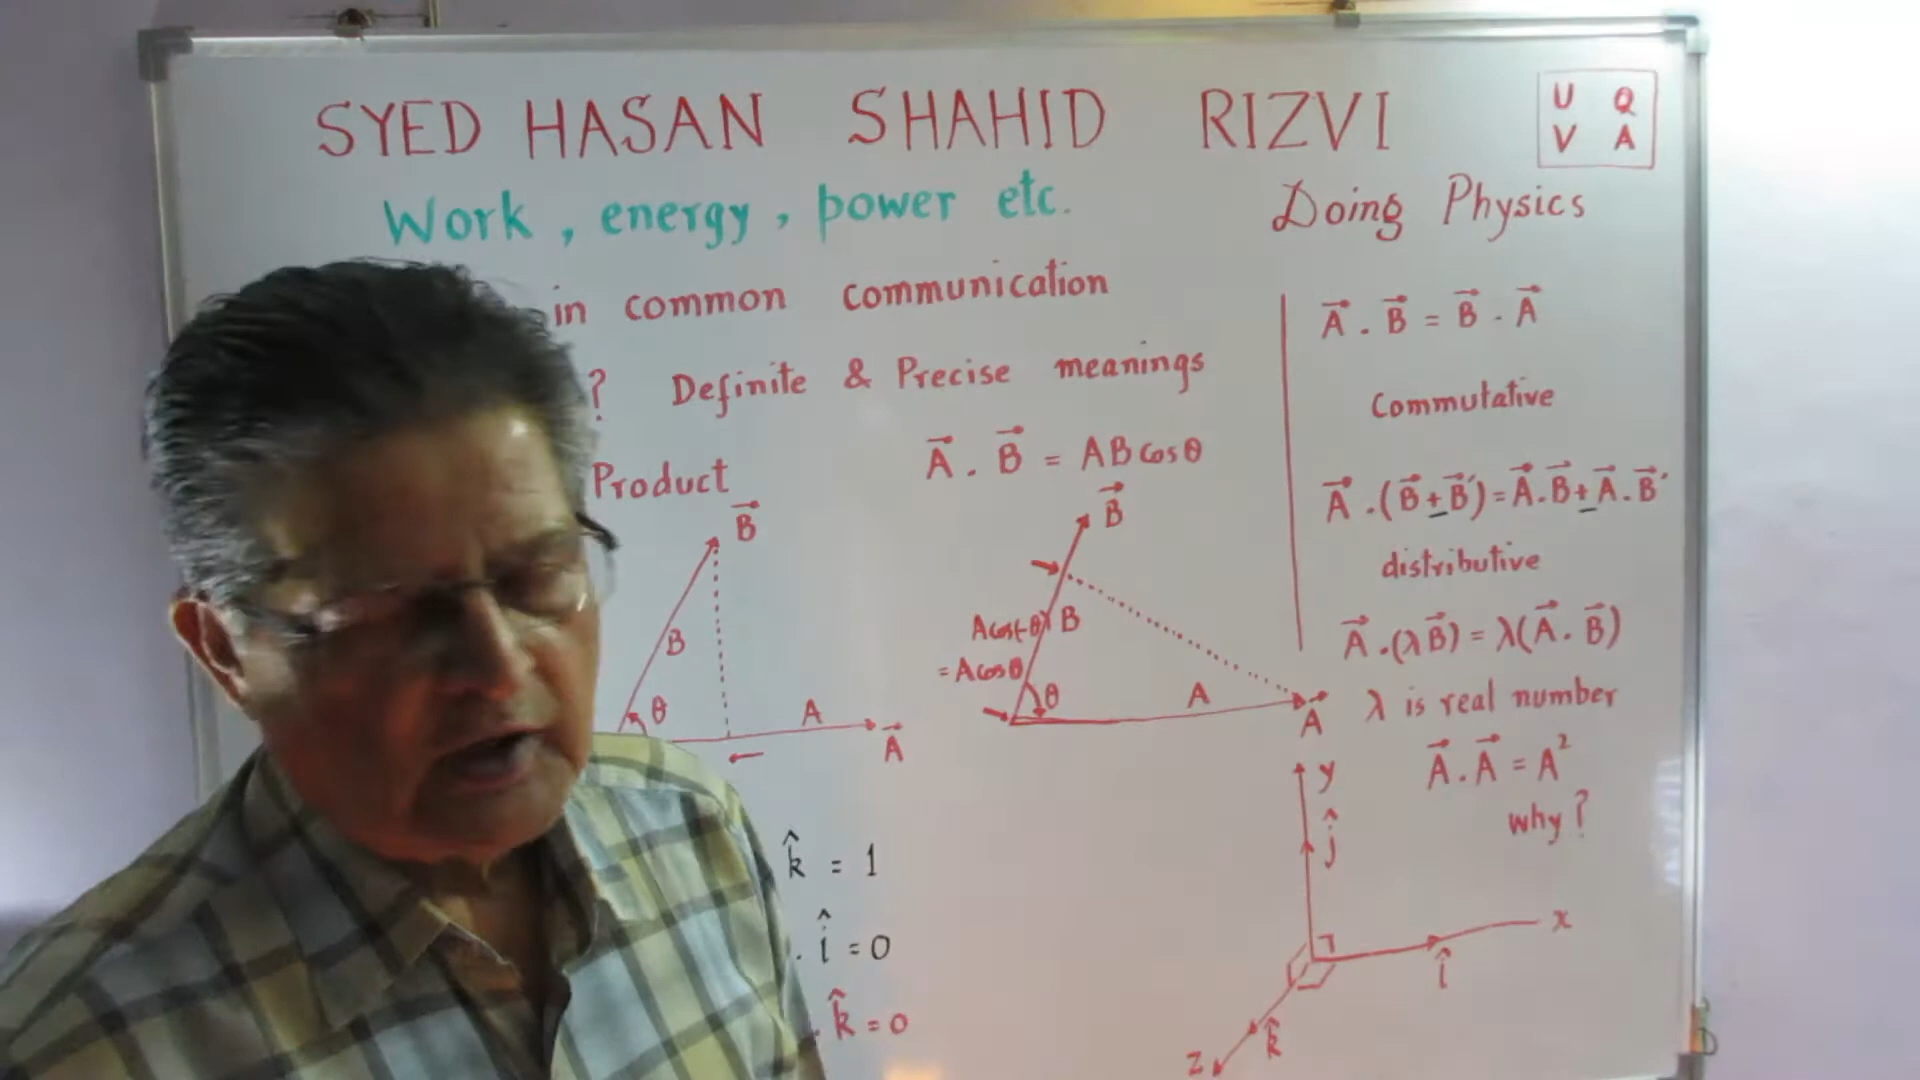 SYED HASAN SHAHID RIZVI
U Q
V A
Work, energy, power etc.
Doing Physics
in common communication
? Definite & Precise meanings
Product
A⃗ . B⃗ = AB Cos θ
B⃗
B
θ
A
A⃗
B⃗
A cos(-θ)
B
= A cos θ
θ
A
A⃗
A⃗ . B⃗ = B⃗ . A⃗
Commutative
A⃗ . (B⃗ + B⃗′) = A⃗ . B⃗ + A⃗ . B⃗′
distributive
A⃗ . (λ B⃗) = λ(A⃗ . B⃗)
λ is real number
A⃗ . A⃗ = A²
why?
k̂ = 1
. î = 0
. k̂ = 0
y
ĵ
x
î
k̂
z